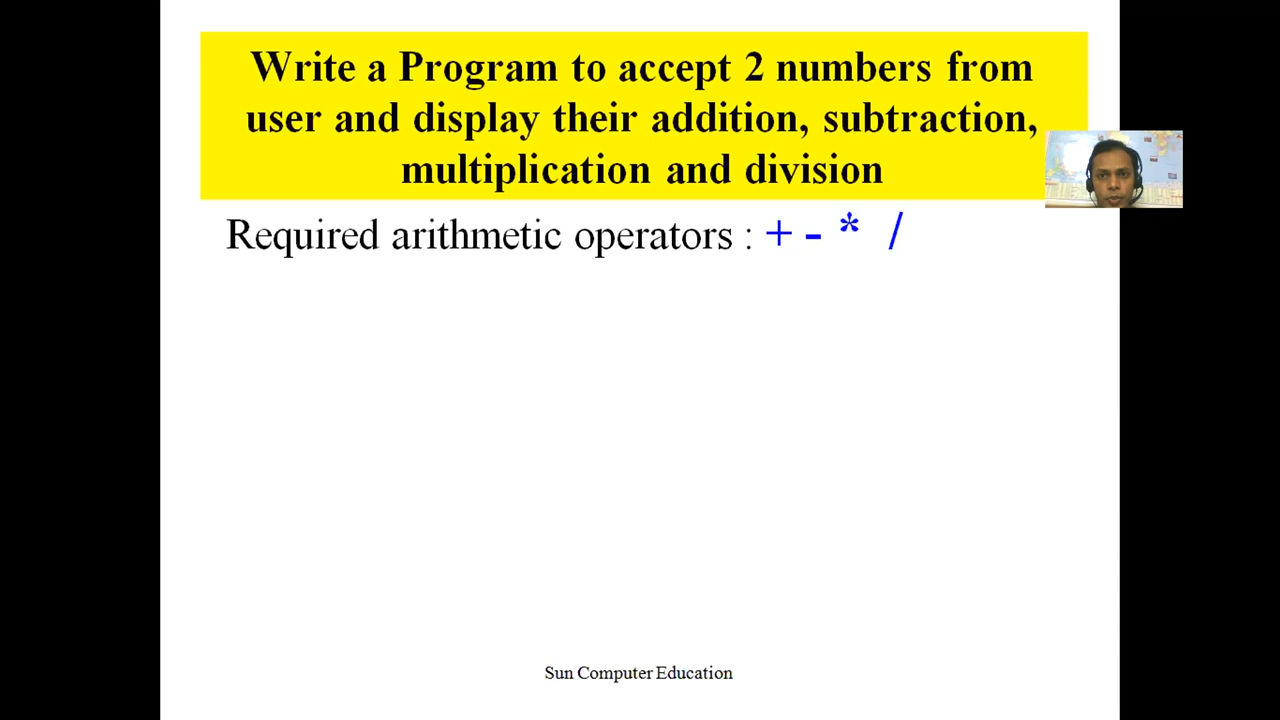 Write a Program to accept 2 numbers from
user and display their addition, subtraction,
multiplication and division
Required arithmetic operators : + - * /
Sun Computer Education